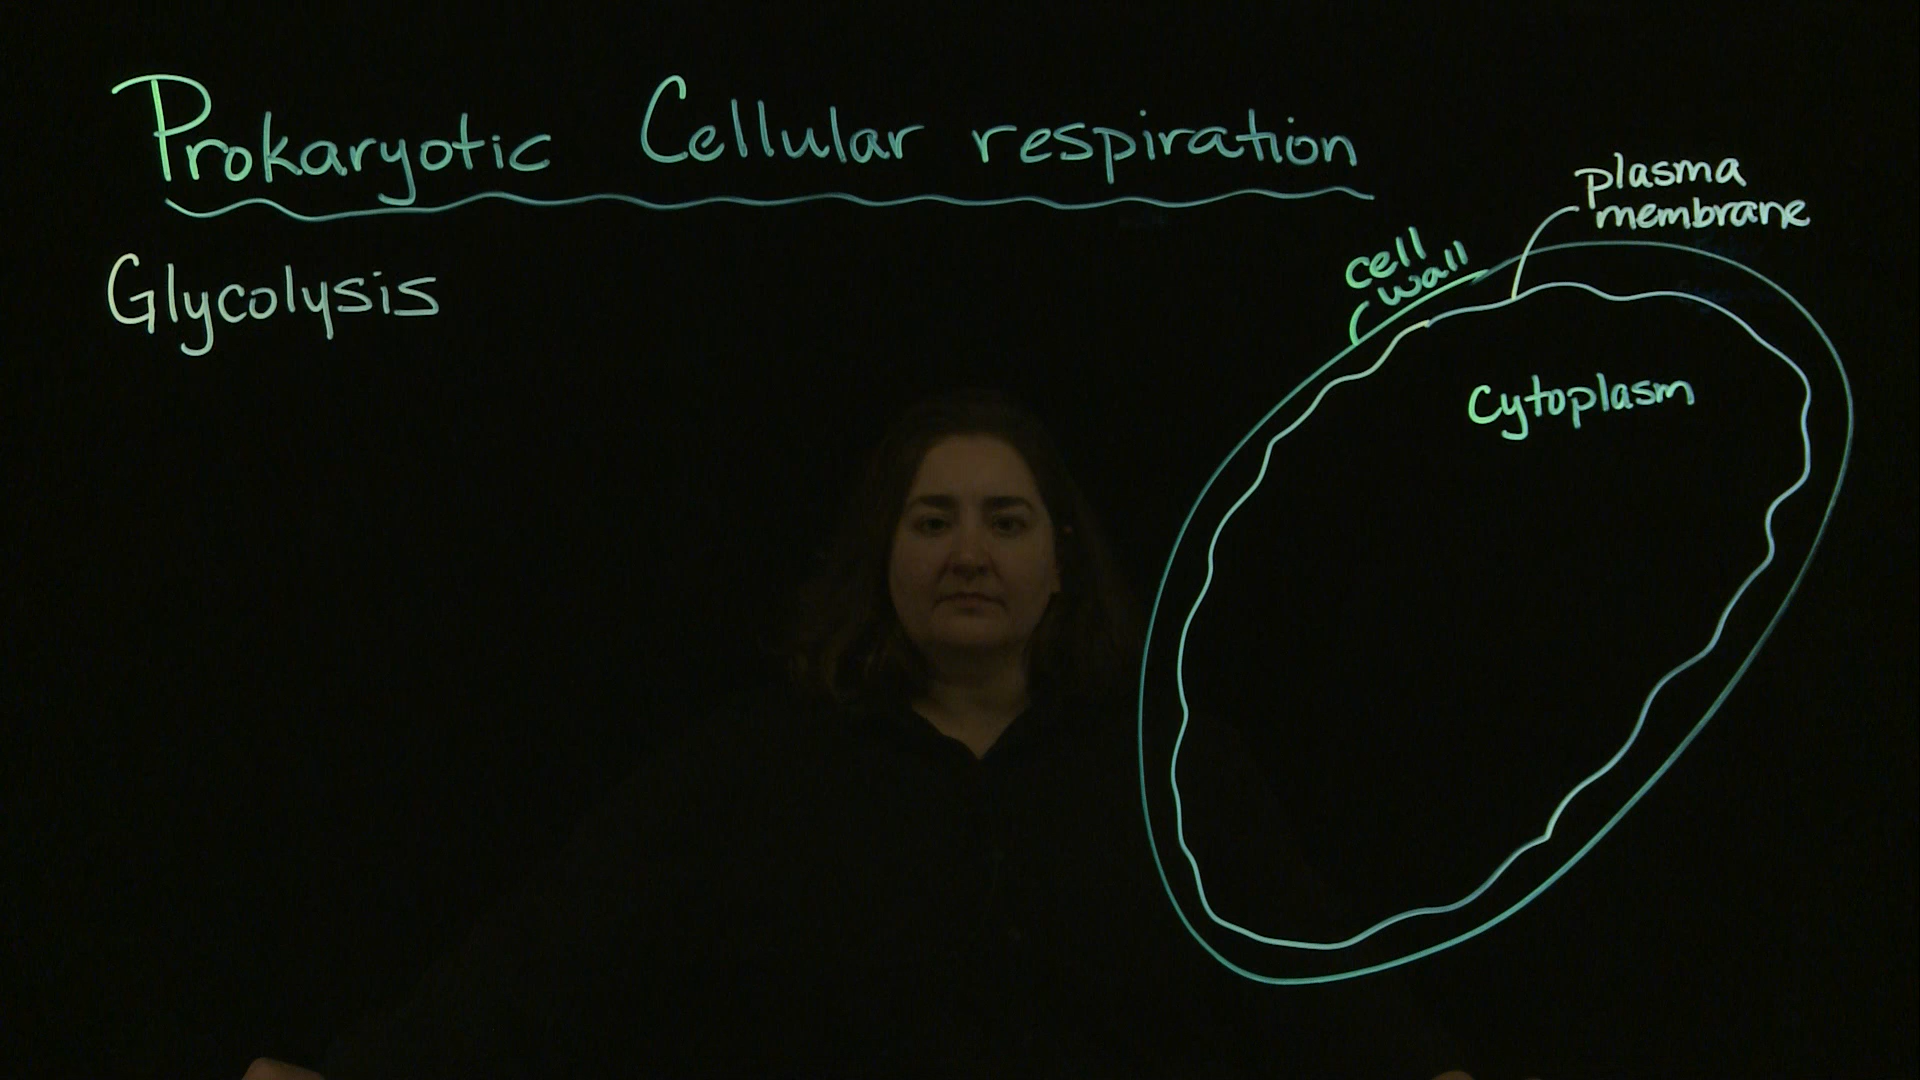 Prokaryotic Cellular respiration
Glycolysis
plasma
membrane
cell
wall
Cytoplasm